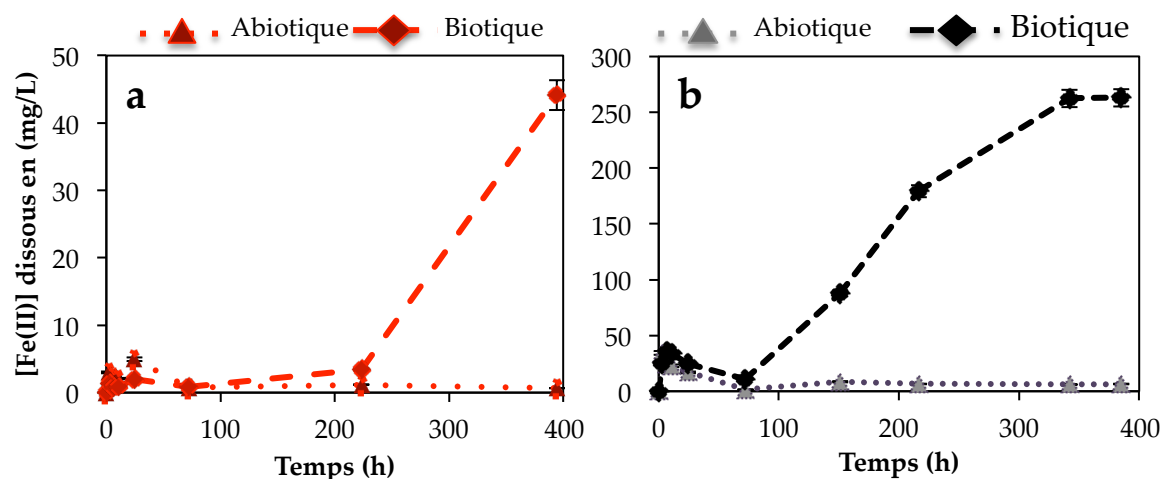 Abiotique Biotique
Abiotique Biotique
[Fe(II)] dissous en (mg/L)
a
50
40
30
20
10
0
0 100 200 300 400
Temps (h)
b
300
250
200
150
100
50
0
0 100 200 300 400
Temps (h)